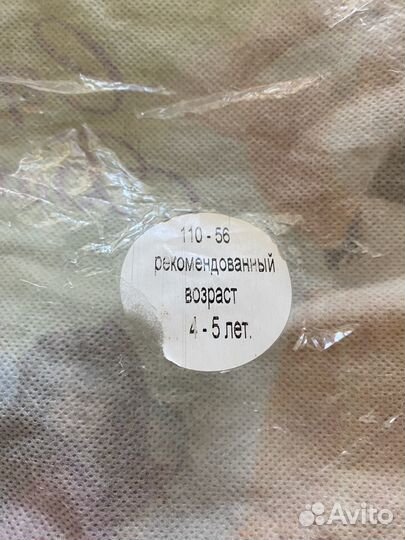 110 - 56
рекомендованный
возраст
4 - 5 лет.
Avito